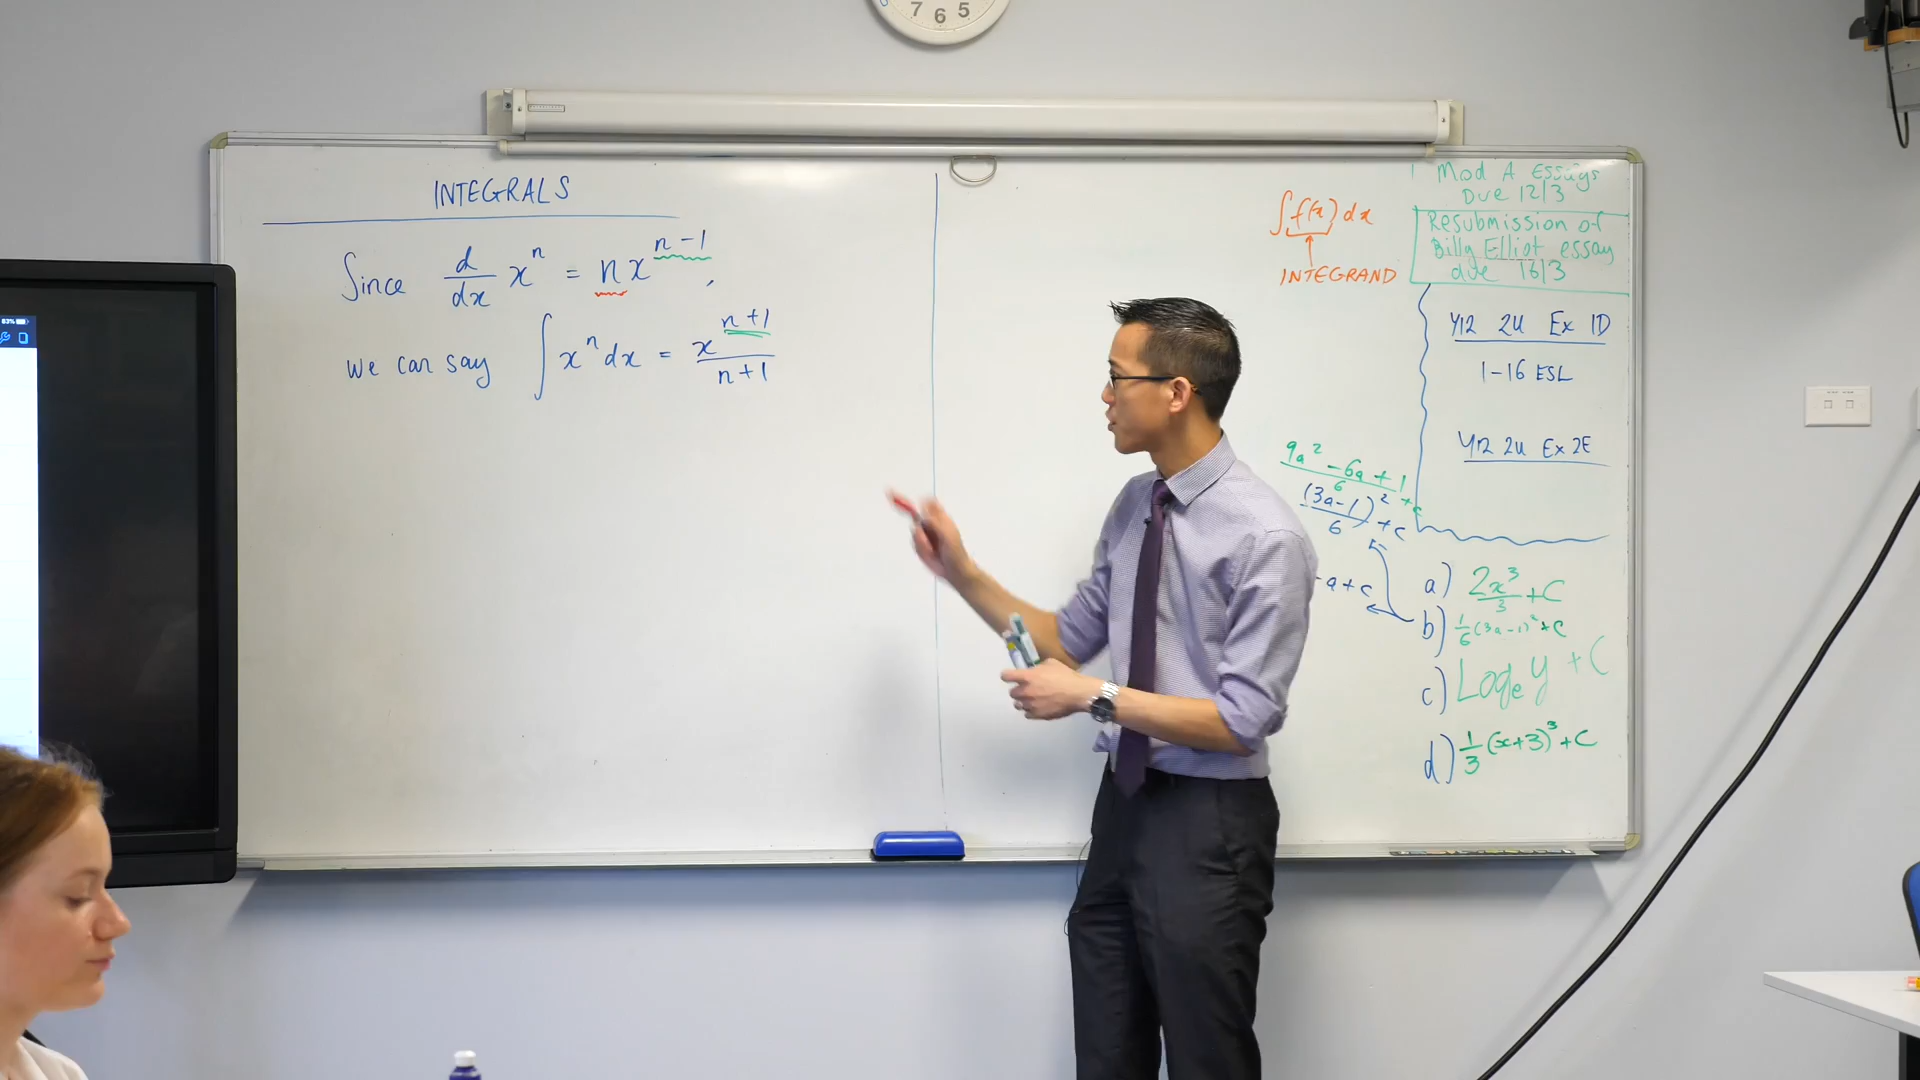 7 6 5
83%
INTEGRALS
Since d/dx x^n = nx^(n-1),
we can say ∫ x^n dx = x^(n+1)/(n+1)
∫f(x) dx
INTEGRAND
Mod A Essays
Due 12/3
Resubmission of
Billy Elliot essay
due 16/3
Y12 2U Ex 1D
1-16 ESL
Y12 2U Ex 2E
(9a² - 6a + 1)/6 + c
(3a-1)²/6 + c
-a+c
a) 2x³/3 + C
b) 1/6 (3a-1)² + C
c) Logₑy + C
d) 1/3 (x+3)³ + C